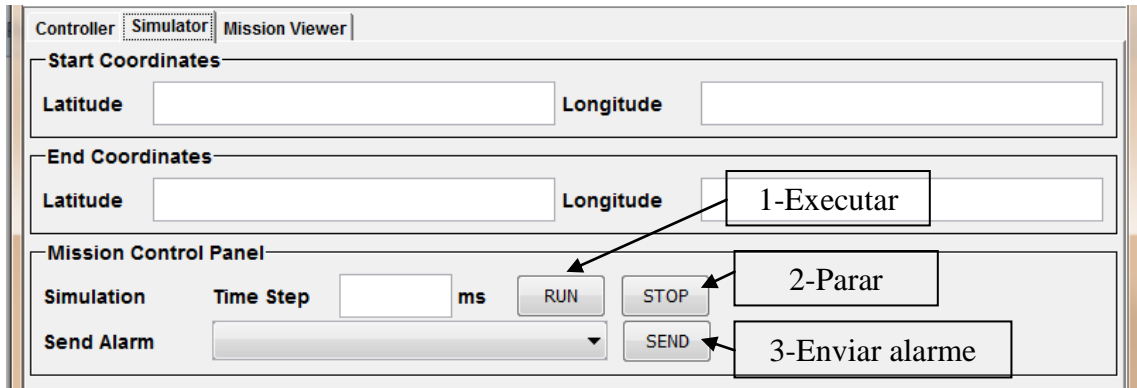 Controller Simulator Mission Viewer
Start Coordinates
Latitude Longitude
End Coordinates
Latitude Longitude
1-Executar
Mission Control Panel
Simulation Time Step ms RUN STOP
2-Parar
Send Alarm SEND
3-Enviar alarme